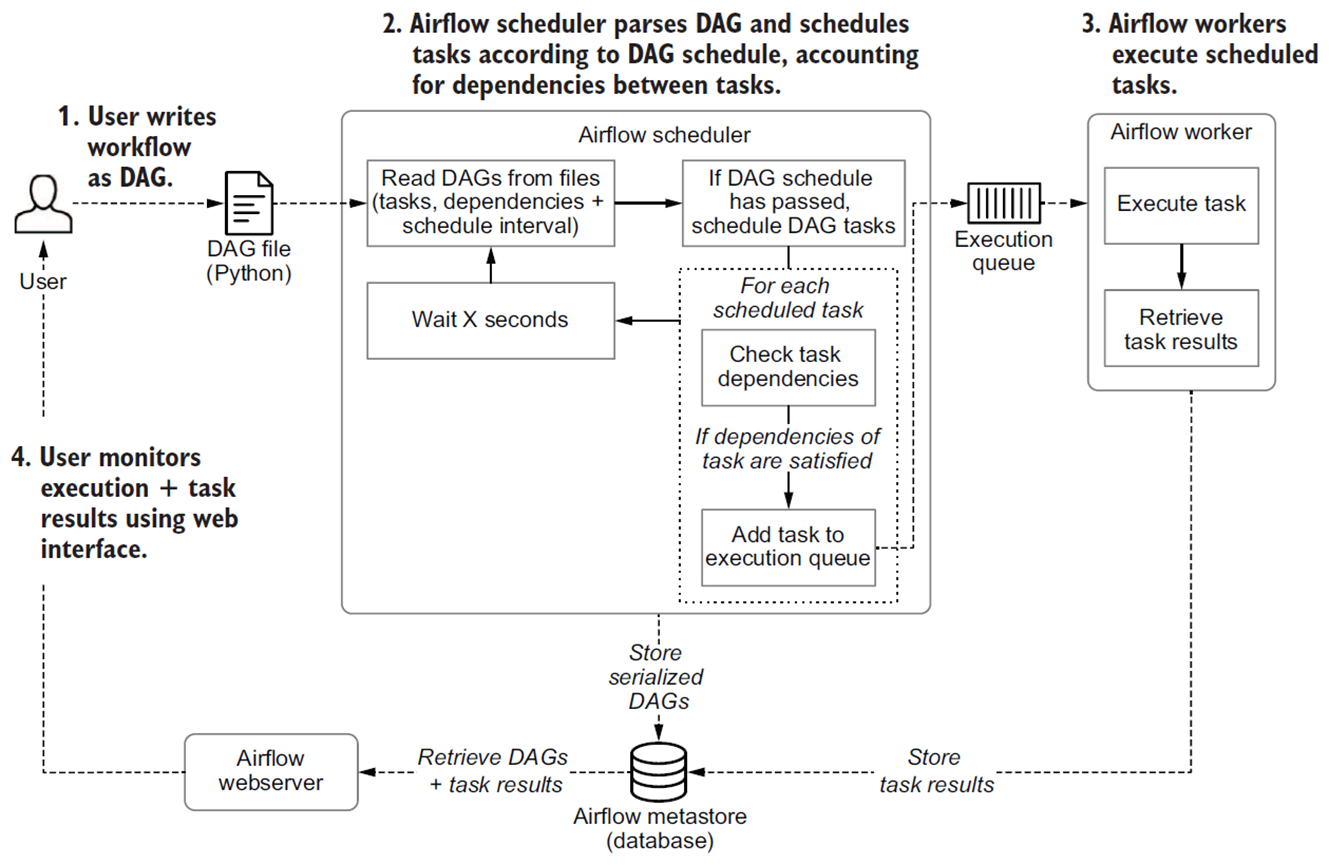 2. Airflow scheduler parses DAG and schedules
tasks according to DAG schedule, accounting
for dependencies between tasks.
3. Airflow workers
execute scheduled
tasks.
1. User writes
workflow
as DAG.
User
DAG file
(Python)
Airflow scheduler
Read DAGs from files
(tasks, dependencies +
schedule interval)
If DAG schedule
has passed,
schedule DAG tasks
Wait X seconds
For each
scheduled task
Check task
dependencies
If dependencies of
task are satisfied
Add task to
execution queue
Execution
queue
Airflow worker
Execute task
Retrieve
task results
4. User monitors
execution + task
results using web
interface.
Store
serialized
DAGs
Airflow
webserver
Retrieve DAGs
+ task results
Airflow metastore
(database)
Store
task results